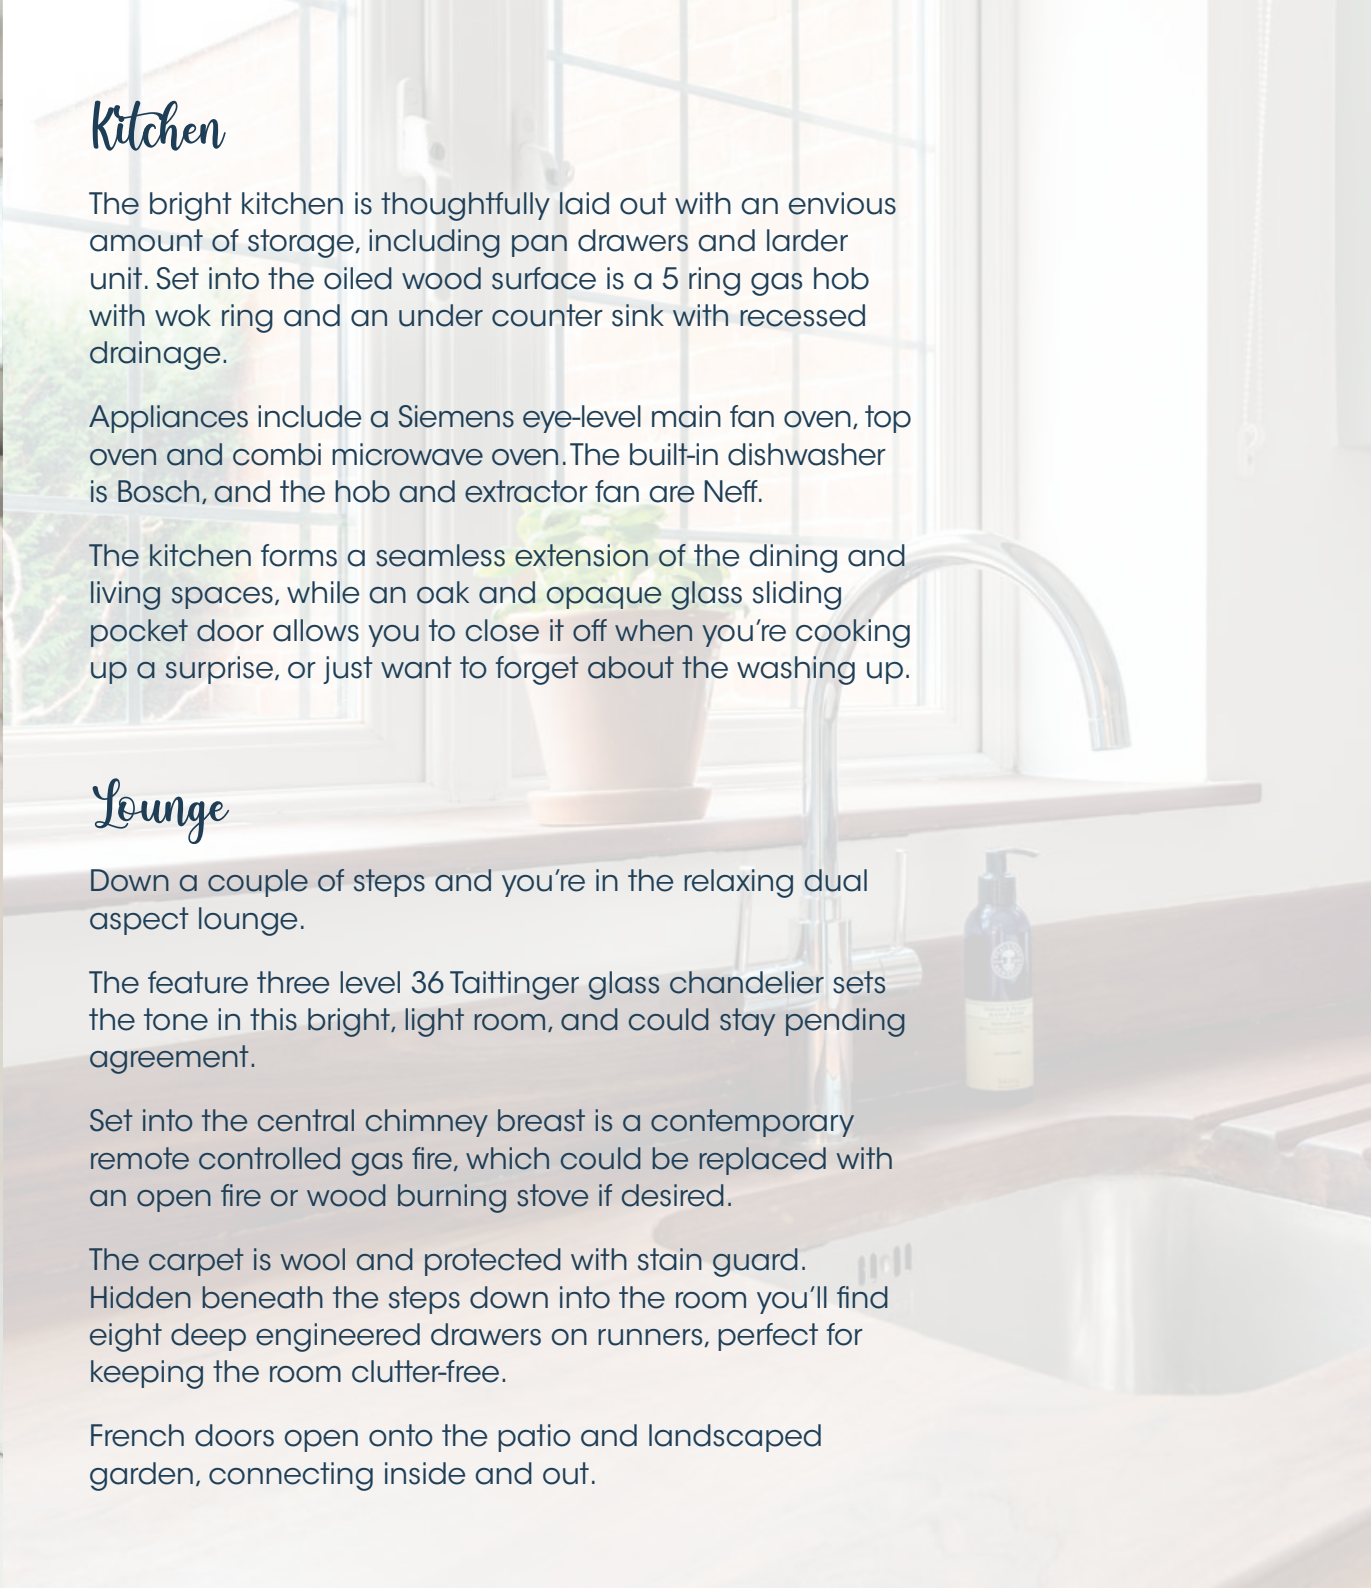 Kitchen
The bright kitchen is thoughtfully laid out with an envious
amount of storage, including pan drawers and larder
unit. Set into the oiled wood surface is a 5 ring gas hob
with wok ring and an under counter sink with recessed
drainage.
Appliances include a Siemens eye-level main fan oven, top
oven and combi microwave oven. The built-in dishwasher
is Bosch, and the hob and extractor fan are Neff.
The kitchen forms a seamless extension of the dining and
living spaces, while an oak and opaque glass sliding
pocket door allows you to close it off when you’re cooking
up a surprise, or just want to forget about the washing up.
Lounge
Down a couple of steps and you’re in the relaxing dual
aspect lounge.
The feature three level 36 Taittinger glass chandelier sets
the tone in this bright, light room, and could stay pending
agreement.
Set into the central chimney breast is a contemporary
remote controlled gas fire, which could be replaced with
an open fire or wood burning stove if desired.
The carpet is wool and protected with stain guard.
Hidden beneath the steps down into the room you’ll find
eight deep engineered drawers on runners, perfect for
keeping the room clutter-free.
French doors open onto the patio and landscaped
garden, connecting inside and out.